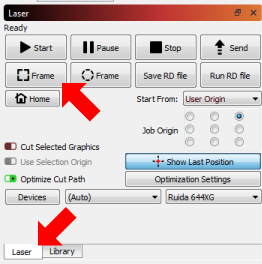 Laser
Ready
Start Pause Stop Send
Frame Frame Save RD file Run RD file
Home Start From: User Origin
Job Origin
Cut Selected Graphics
Use Selection Origin Show Last Position
Optimize Cut Path Optimization Settings
Devices (Auto) Ruida 644XG
Laser Library